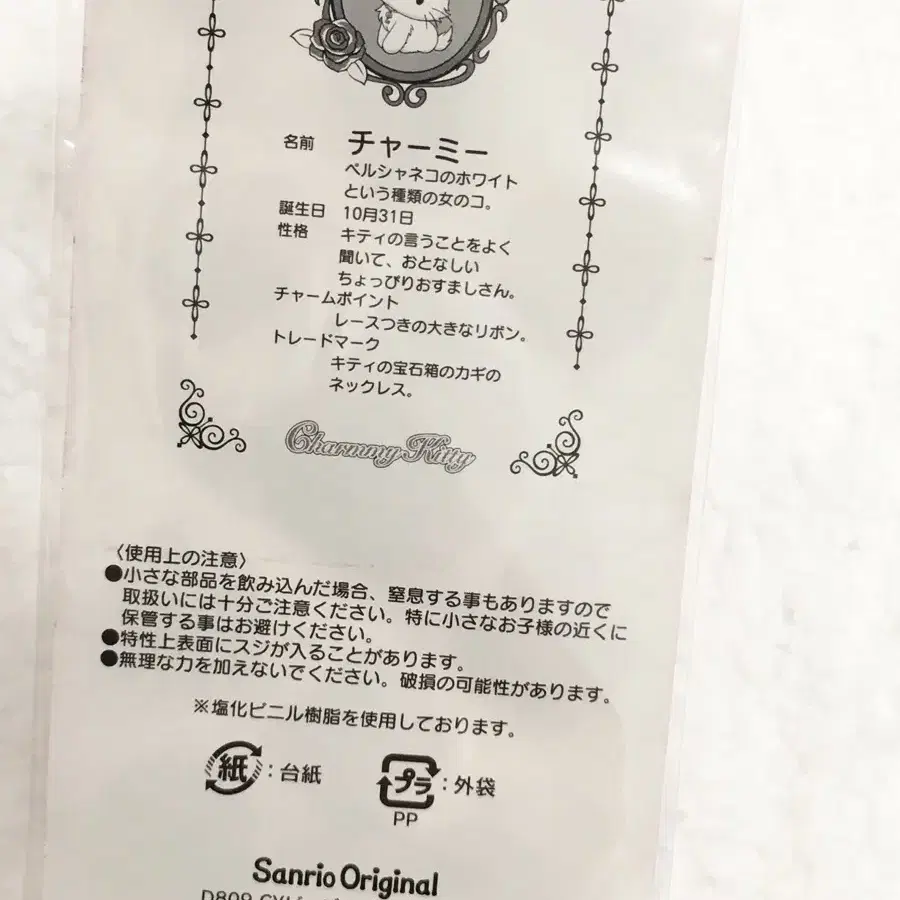 名前 チャーミー
ペルシャネコのホワイト
という種類の女のコ。
誕生日 10月31日
性格 キティの言うことをよく
聞いて、おとなしい
ちょっぴりおすましさん。
チャームポイント
レースつきの大きなリボン。
トレードマーク
キティの宝石箱のカギの
ネックレス。
Charmmy Kitty
〈使用上の注意〉
●小さな部品を飲み込んだ場合、窒息する事もありますので
取扱いには十分ご注意ください。特に小さなお子様の近くに
保管する事はお避けください。
●特性上表面にスジが入ることがあります。
●無理な力を加えないでください。破損の可能性があります。
※塩化ビニル樹脂を使用しております。
紙：台紙 プラ：外袋
PP
Sanrio Original
D809